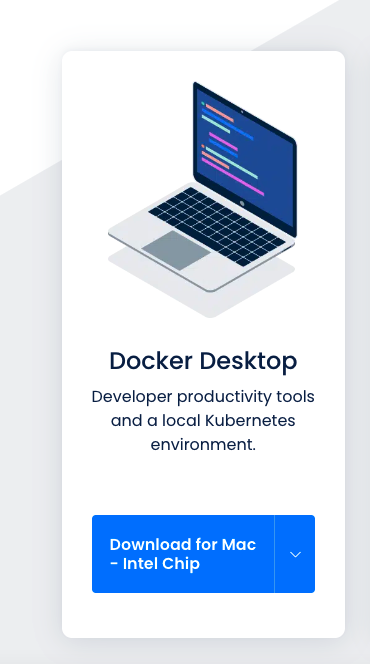 Docker Desktop
Developer productivity tools
and a local Kubernetes
environment.
Download for Mac
- Intel Chip